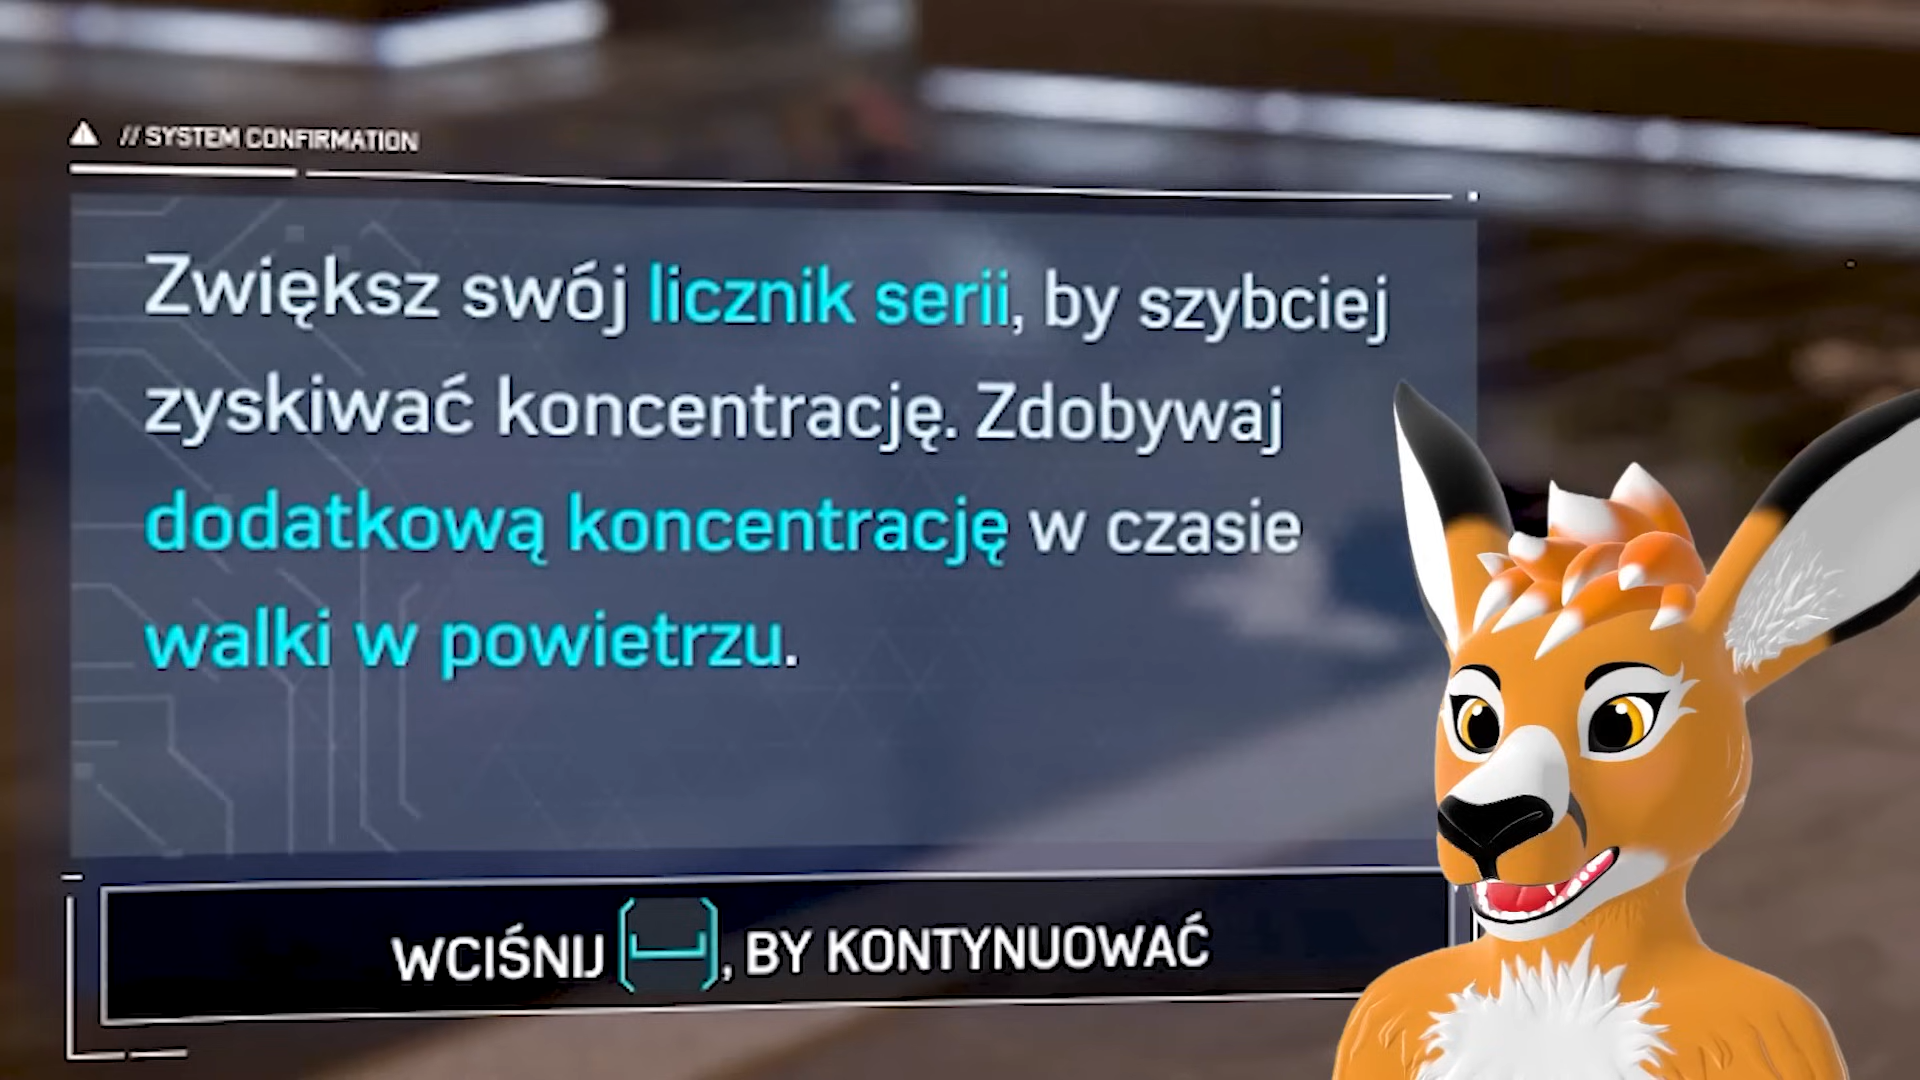 // SYSTEM CONFIRMATION
Zwiększ swój licznik serii, by szybciej
zyskiwać koncentrację. Zdobywaj
dodatkową koncentrację w czasie
walki w powietrzu.
WCIŚNIJ , BY KONTYNUOWAĆ